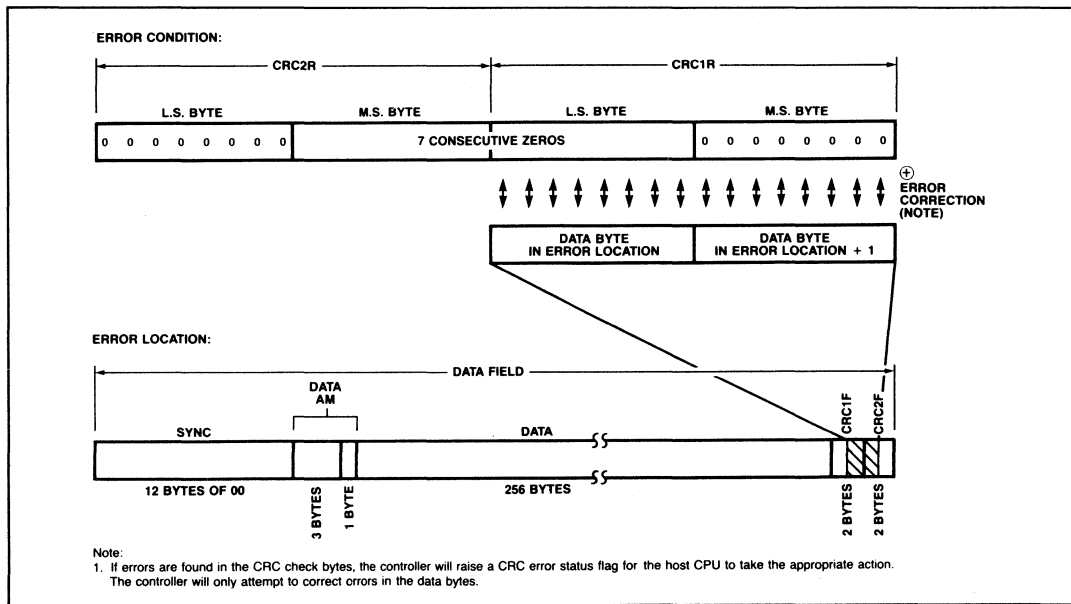 ERROR CONDITION:
CRC2R
CRC1R
L.S. BYTE
M.S. BYTE
L.S. BYTE
M.S. BYTE
0 0 0 0 0 0 0 0
7 CONSECUTIVE ZEROS
0 0 0 0 0 0 0 0
⊕
ERROR
CORRECTION
(NOTE)
DATA BYTE
IN ERROR LOCATION
DATA BYTE
IN ERROR LOCATION + 1
ERROR LOCATION:
DATA FIELD
DATA
AM
SYNC
DATA
CRC1F
CRC2F
12 BYTES OF 00
3 BYTES
1 BYTE
256 BYTES
2 BYTES
2 BYTES
Note:
1. If errors are found in the CRC check bytes, the controller will raise a CRC error status flag for the host CPU to take the appropriate action.
The controller will only attempt to correct orrors in the data bytes.